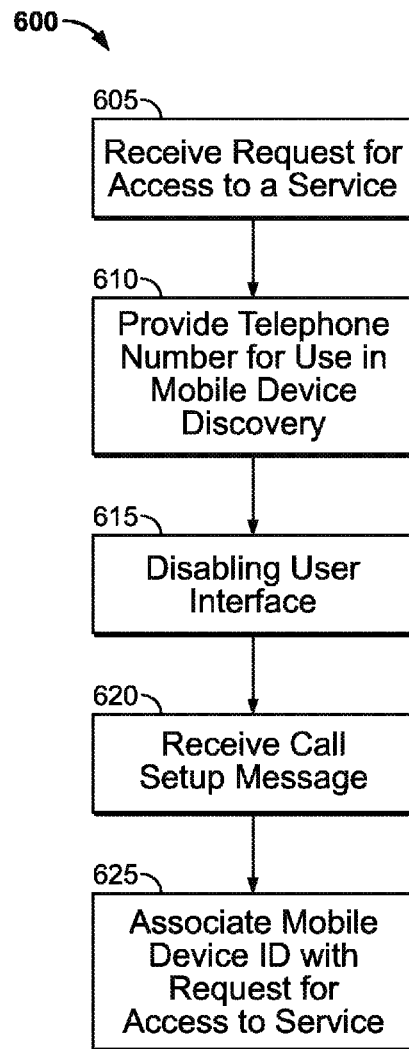 600
605
Receive Request for
Access to a Service
610
Provide Telephone
Number for Use in
Mobile Device
Discovery
615
Disabling User
Interface
620
Receive Call
Setup Message
625
Associate Mobile
Device ID with
Request for
Access to Service